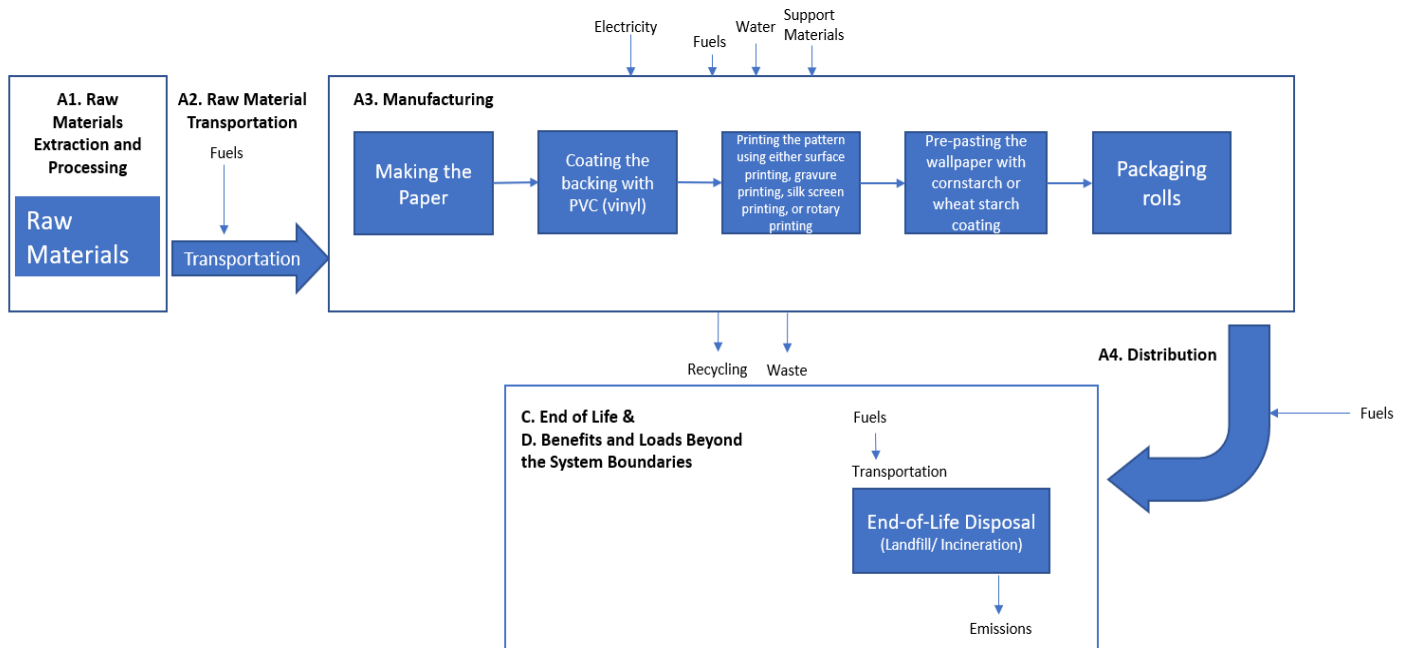 Electricity
Fuels
Water
Support
Materials
A1. Raw
Materials
Extraction and
Processing
Raw
Materials
A2. Raw Material
Transportation
Fuels
Transportation
A3. Manufacturing
Making the
Paper
Coating the
backing with
PVC (vinyl)
Printing the pattern
using either surface
printing, gravure
printing, silk screen
printing, or rotary
printing
Pre-pasting the
wallpaper with
cornstarch or
wheat starch
coating
Packaging
rolls
Recycling
Waste
A4. Distribution
Fuels
C. End of Life &
D. Benefits and Loads Beyond
the System Boundaries
Fuels
Transportation
End-of-Life Disposal
(Landfill/ Incineration)
Emissions